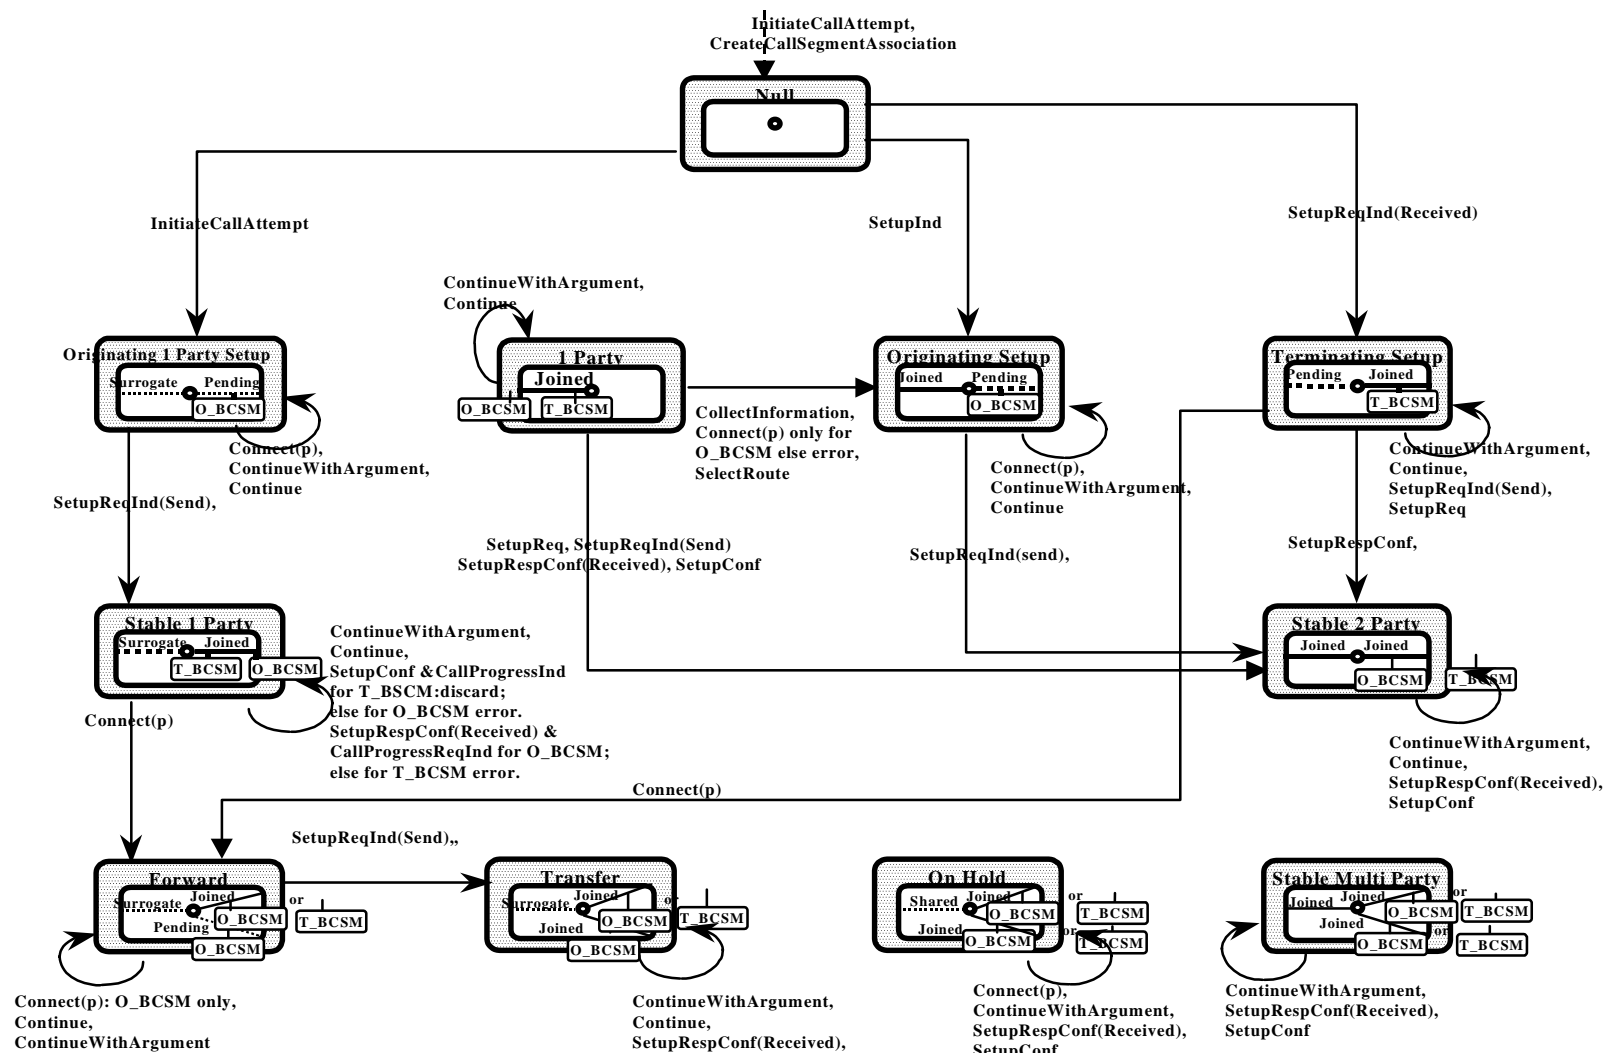 InitiateCallAttempt,
CreateCallSegmentAssociation
Null
InitiateCallAttempt
SetupInd
SetupReqInd(Received)
ContinueWithArgument,
Continue
Originating 1 Party Setup
Surrogate Pending
O_BCSM
1 Party
Joined
O_BCSM T_BCSM
Originating Setup
Joined Pending
O_BCSM
Terminating Setup
Pending Joined
T_BCSM
Connect(p),
ContinueWithArgument,
Continue
CollectInformation,
Connect(p) only for
O_BCSM else error,
SelectRoute
Connect(p),
ContinueWithArgument,
Continue
ContinueWithArgument,
Continue,
SetupReqInd(Send),
SetupReq
SetupReqInd(Send),
SetupReq, SetupReqInd(Send)
SetupRespConf(Received), SetupConf
SetupReqInd(send),
SetupRespConf,
Stable 1 Party
Surrogate Joined
T_BCSM O_BCSM
ContinueWithArgument,
Continue,
SetupConf &CallProgressInd
for T_BSCM:discard;
else for O_BCSM error.
SetupRespConf(Received) &
CallProgressReqInd for O_BCSM;
else for T_BCSM error.
Stable 2 Party
Joined Joined
O_BCSM T_BCSM
ContinueWithArgument,
Continue,
SetupRespConf(Received),
SetupConf
Connect(p)
Connect(p)
SetupReqInd(Send),,
Forward
Surrogate Joined
O_BCSM or T_BCSM
Pending
O_BCSM
Transfer
Surrogate Joined
O_BCSM or T_BCSM
Joined
O_BCSM
On Hold
Shared Joined
O_BCSM or T_BCSM
Joined
O_BCSM or T_BCSM
Stable Multi Party
Joined Joined
O_BCSM or T_BCSM
Joined
O_BCSM or T_BCSM
Connect(p): O_BCSM only,
Continue,
ContinueWithArgument
ContinueWithArgument,
Continue,
SetupRespConf(Received),
Connect(p),
ContinueWithArgument,
SetupRespConf(Received),
SetupConf
ContinueWithArgument,
SetupRespConf(Received),
SetupConf